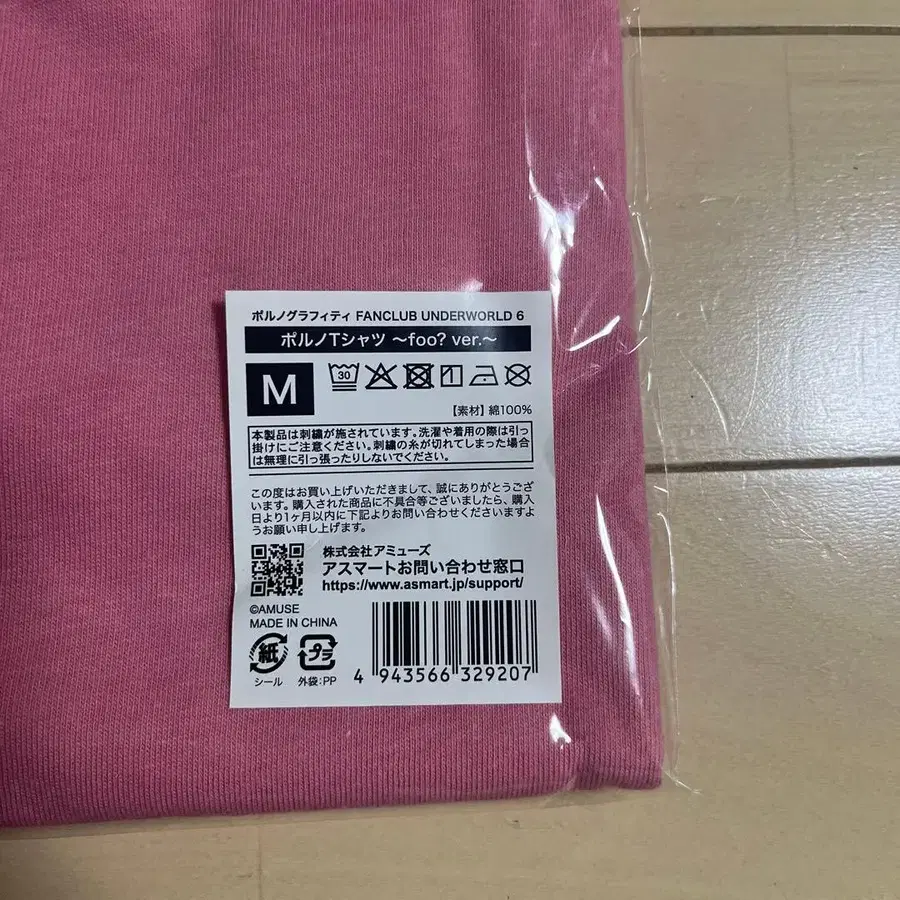 ポルノグラフィティ FANCLUB UNDERWORLD 6
ポルノTシャツ ～foo? ver.～
M
30
【素材】綿100%
本製品は刺繍が施されています。洗濯や着用の際は引っ
掛けにご注意ください。刺繍の糸が切れてしまった場合
は無理に引っ張ったりしないでください。
この度はお買い上げいただきまして、誠にありがとうござ
います。購入された商品に不具合等ございましたら、購入
日より1ヶ月以内に下記よりお問い合わせくださいますよ
うお願い申し上げます。
株式会社アミューズ
アスマートお問い合わせ窓口
https://www.asmart.jp/support/
©AMUSE
MADE IN CHINA
紙
シール
プラ
外袋:PP
4 943566 329207